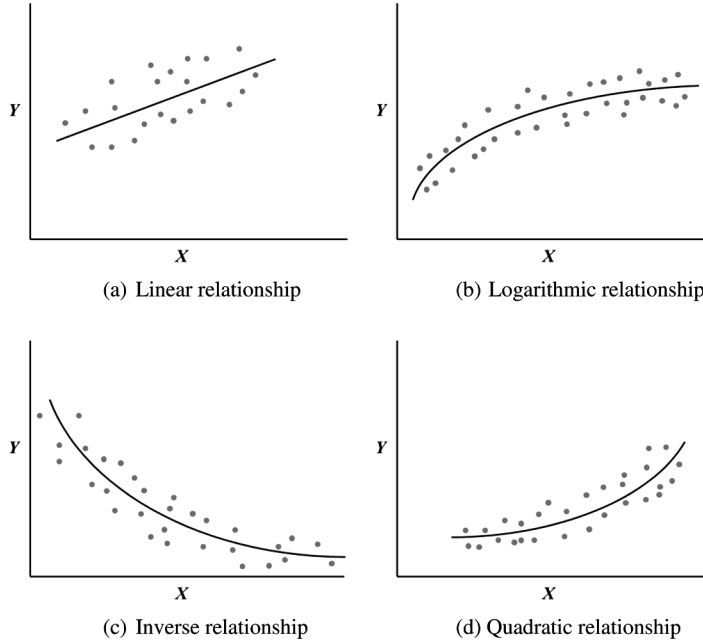 Y
Y
X
X
(a) Linear relationship
(b) Logarithmic relationship
Y
Y
X
X
(c) Inverse relationship
(d) Quadratic relationship